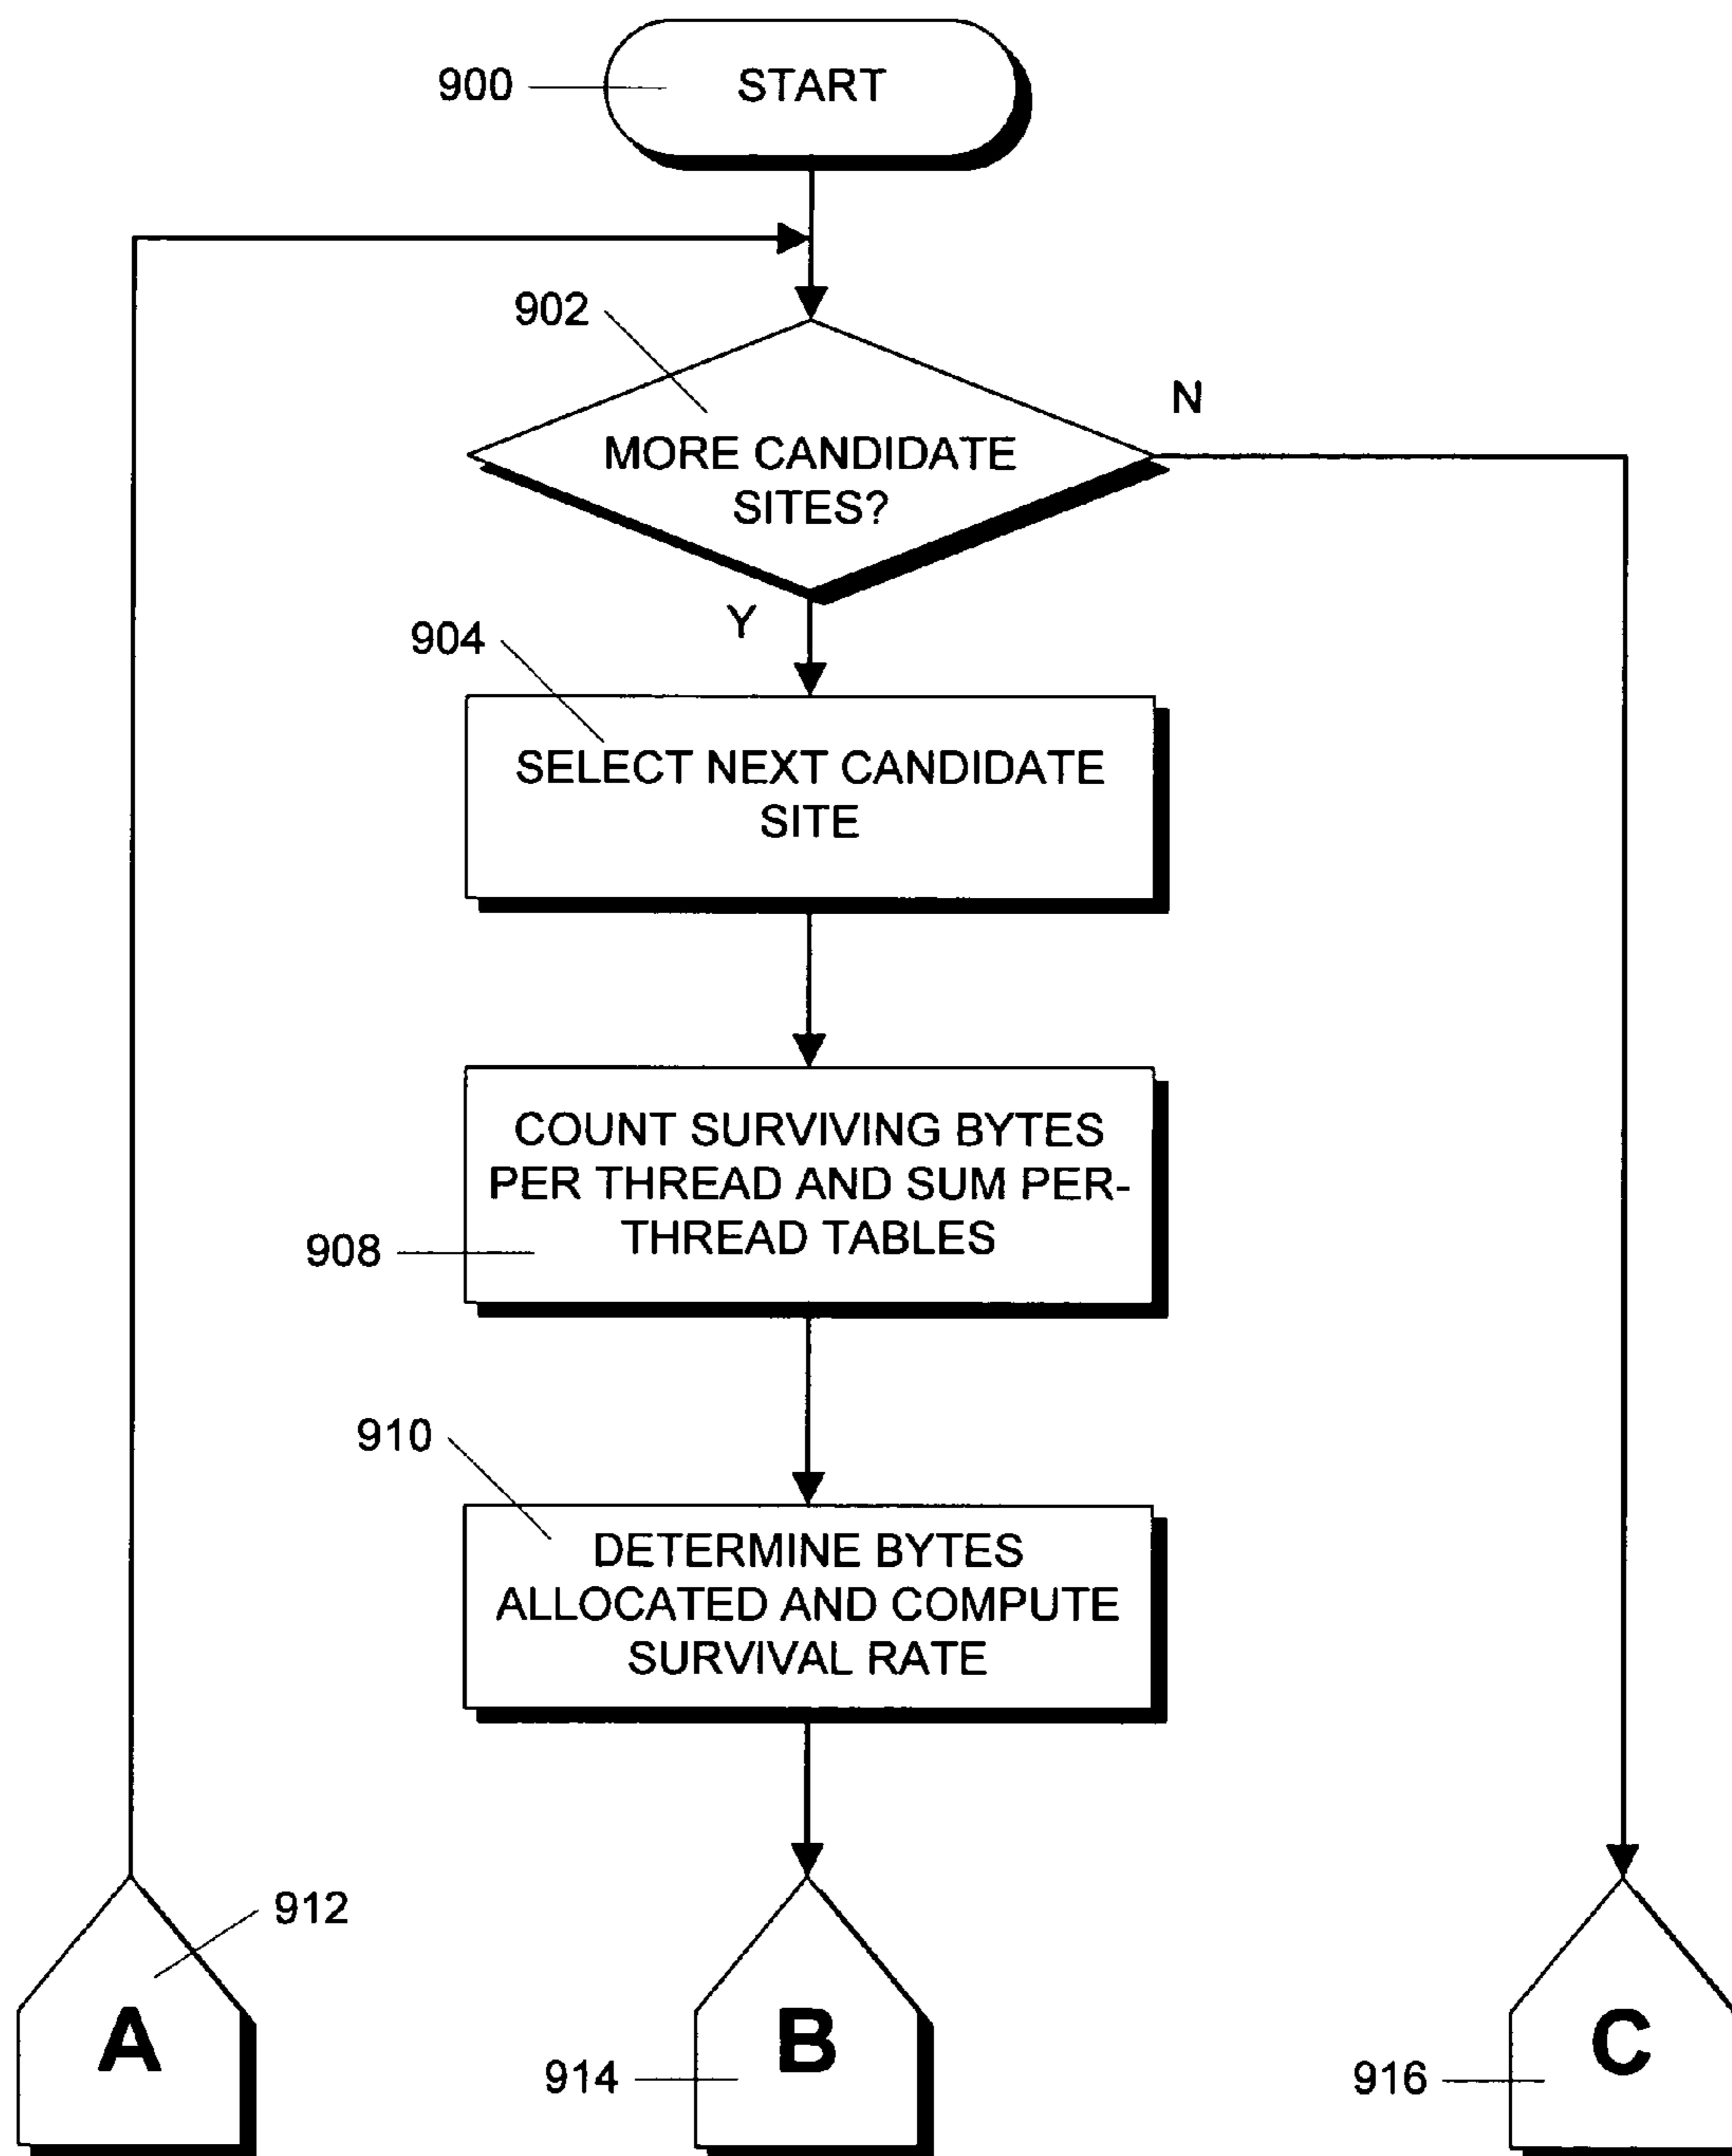 900
START
902
N
MORE CANDIDATE
SITES?
Y
904
SELECT NEXT CANDIDATE
SITE
COUNT SURVIVING BYTES
PER THREAD AND SUM PER-
THREAD TABLES
908
910
DETERMINE BYTES
ALLOCATED AND COMPUTE
SURVIVAL RATE
912
A
914
B
916
C